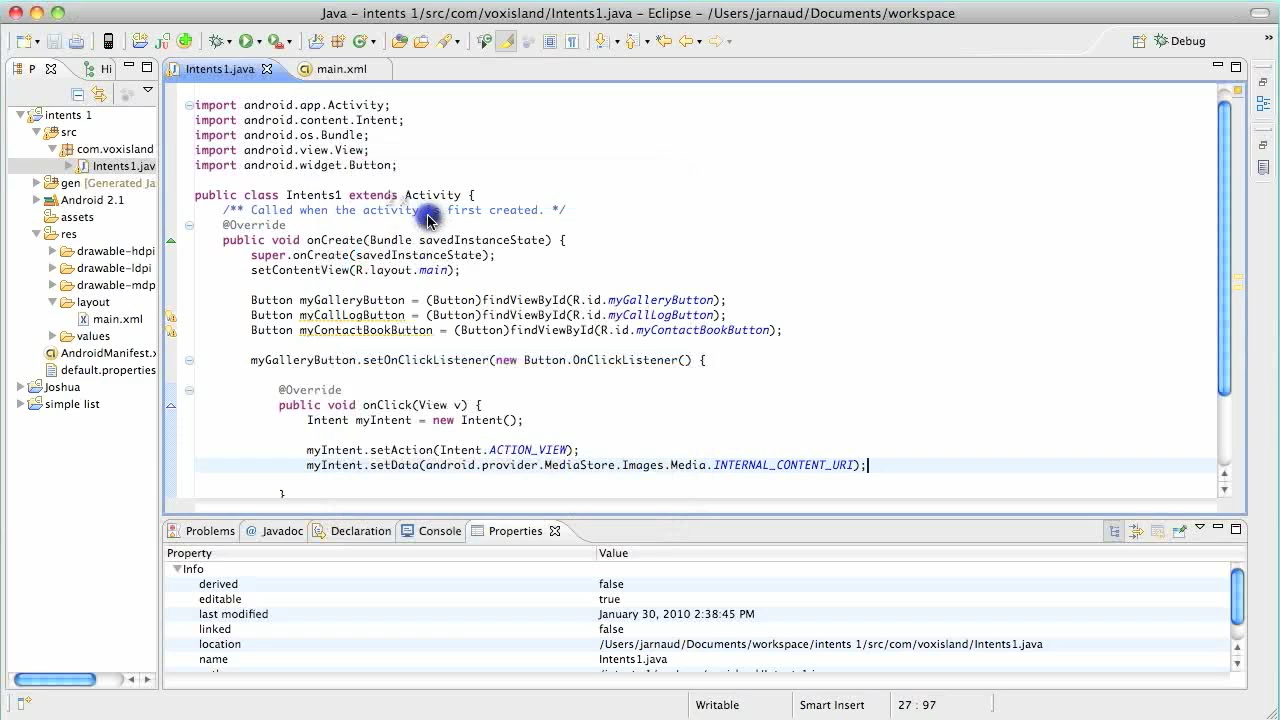 Java – intents 1/src/com/voxisland/Intents1.java – Eclipse – /Users/jarnaud/Documents/workspace
Debug
P
Hi
Intents1.java
main.xml
intents 1
src
com.voxisland
Intents1.jav
gen [Generated Ja
Android 2.1
assets
res
drawable-hdpi
drawable-ldpi
drawable-mdp
layout
main.xml
values
AndroidManifest.x
default.properties
Joshua
simple list
import android.app.Activity;
import android.content.Intent;
import android.os.Bundle;
import android.view.View;
import android.widget.Button;
public class Intents1 extends Activity {
/** Called when the activity first created. */
@Override
public void onCreate(Bundle savedInstanceState) {
super.onCreate(savedInstanceState);
setContentView(R.layout.main);
Button myGalleryButton = (Button)findViewById(R.id.myGalleryButton);
Button myCallLogButton = (Button)findViewById(R.id.myCallLogButton);
Button myContactBookButton = (Button)findViewById(R.id.myContactBookButton);
myGalleryButton.setOnClickListener(new Button.OnClickListener() {
@Override
public void onClick(View v) {
Intent myIntent = new Intent();
myIntent.setAction(Intent.ACTION_VIEW);
myIntent.setData(android.provider.MediaStore.Images.Media.INTERNAL_CONTENT_URI);
}
Problems
Javadoc
Declaration
Console
Properties
Property Value
Info
derived false
editable true
last modified January 30, 2010 2:38:45 PM
linked false
location /Users/jarnaud/Documents/workspace/intents 1/src/com/voxisland/Intents1.java
name Intents1.java
Writable
Smart Insert
27 : 97